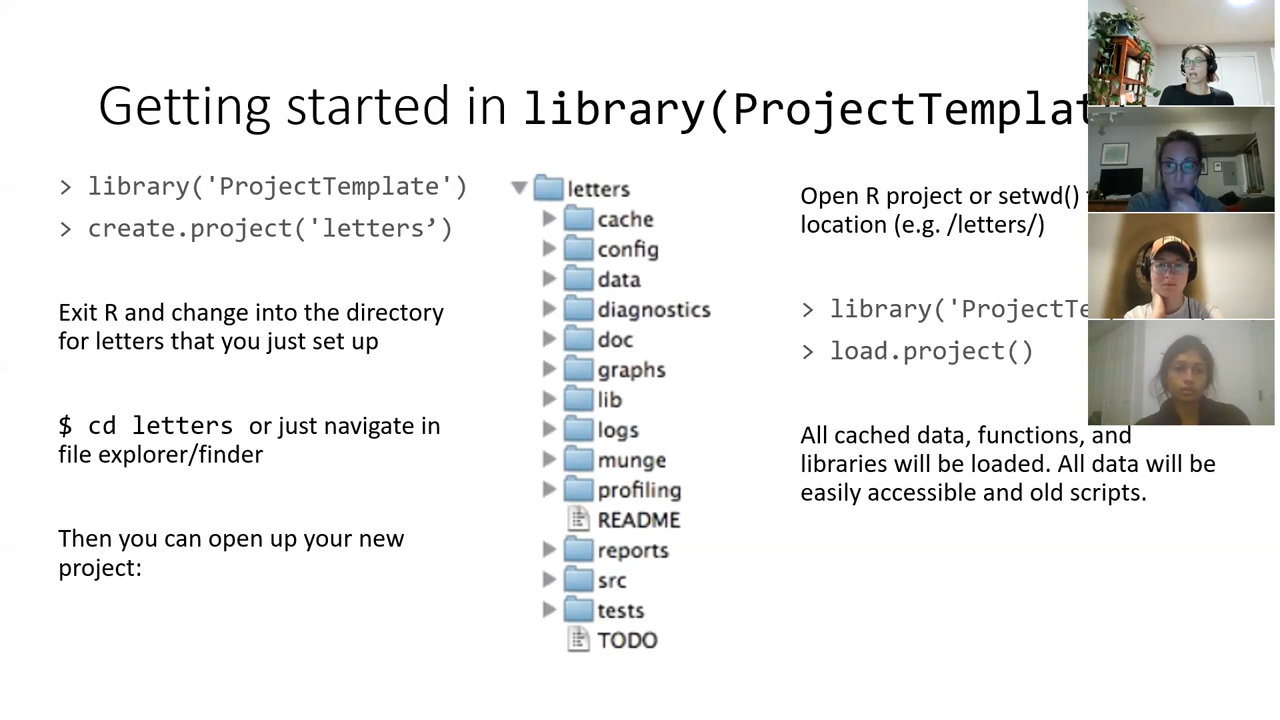 Getting started in library(ProjectTemplat
> library('ProjectTemplate')
> create.project('letters’)
Exit R and change into the directory
for letters that you just set up
$ cd letters or just navigate in
file explorer/finder
Then you can open up your new
project:
letters
cache
config
data
diagnostics
doc
graphs
lib
logs
munge
profiling
README
reports
src
tests
TODO
Open R project or setwd()
location (e.g. /letters/)
> library('ProjectTe
> load.project()
All cached data, functions, and
libraries will be loaded. All data will be
easily accessible and old scripts.